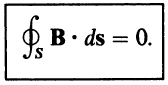 ∮_S B · ds = 0.